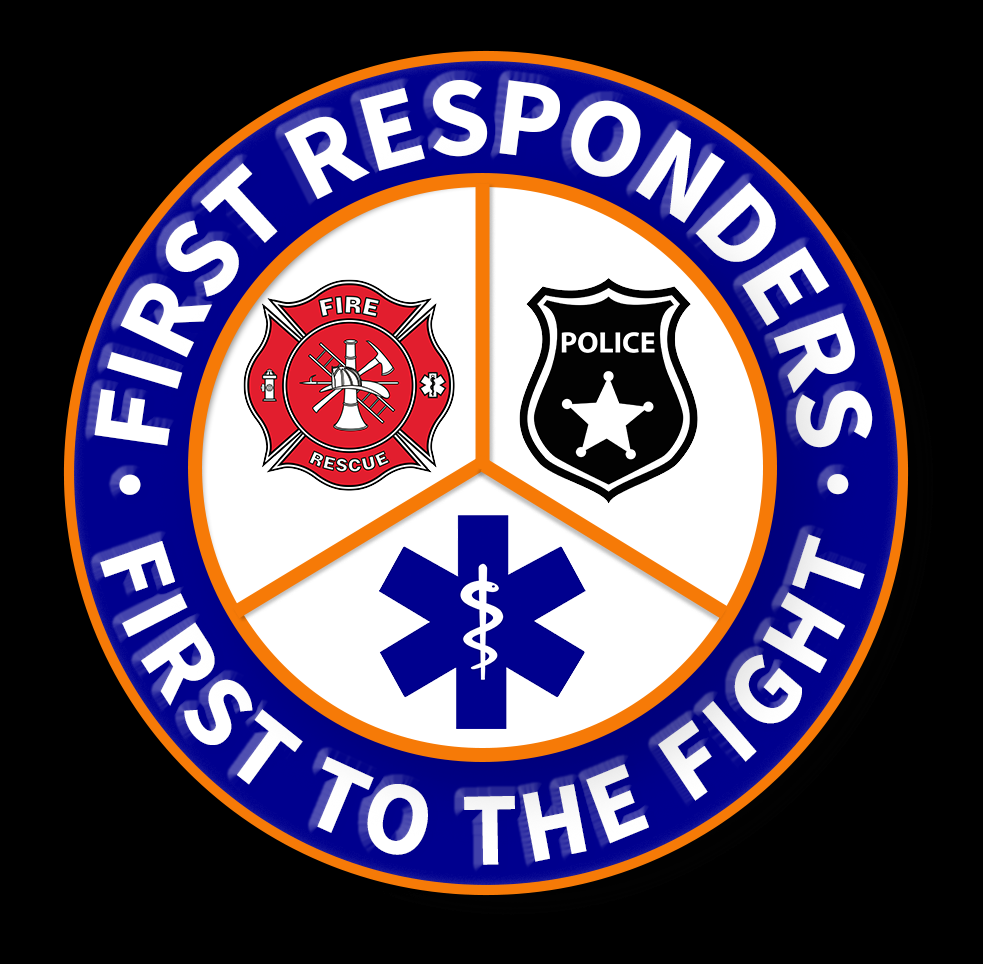 FIRST RESPONDERS
FIRE
RESCUE
POLICE
• FIRST TO THE FIGHT •